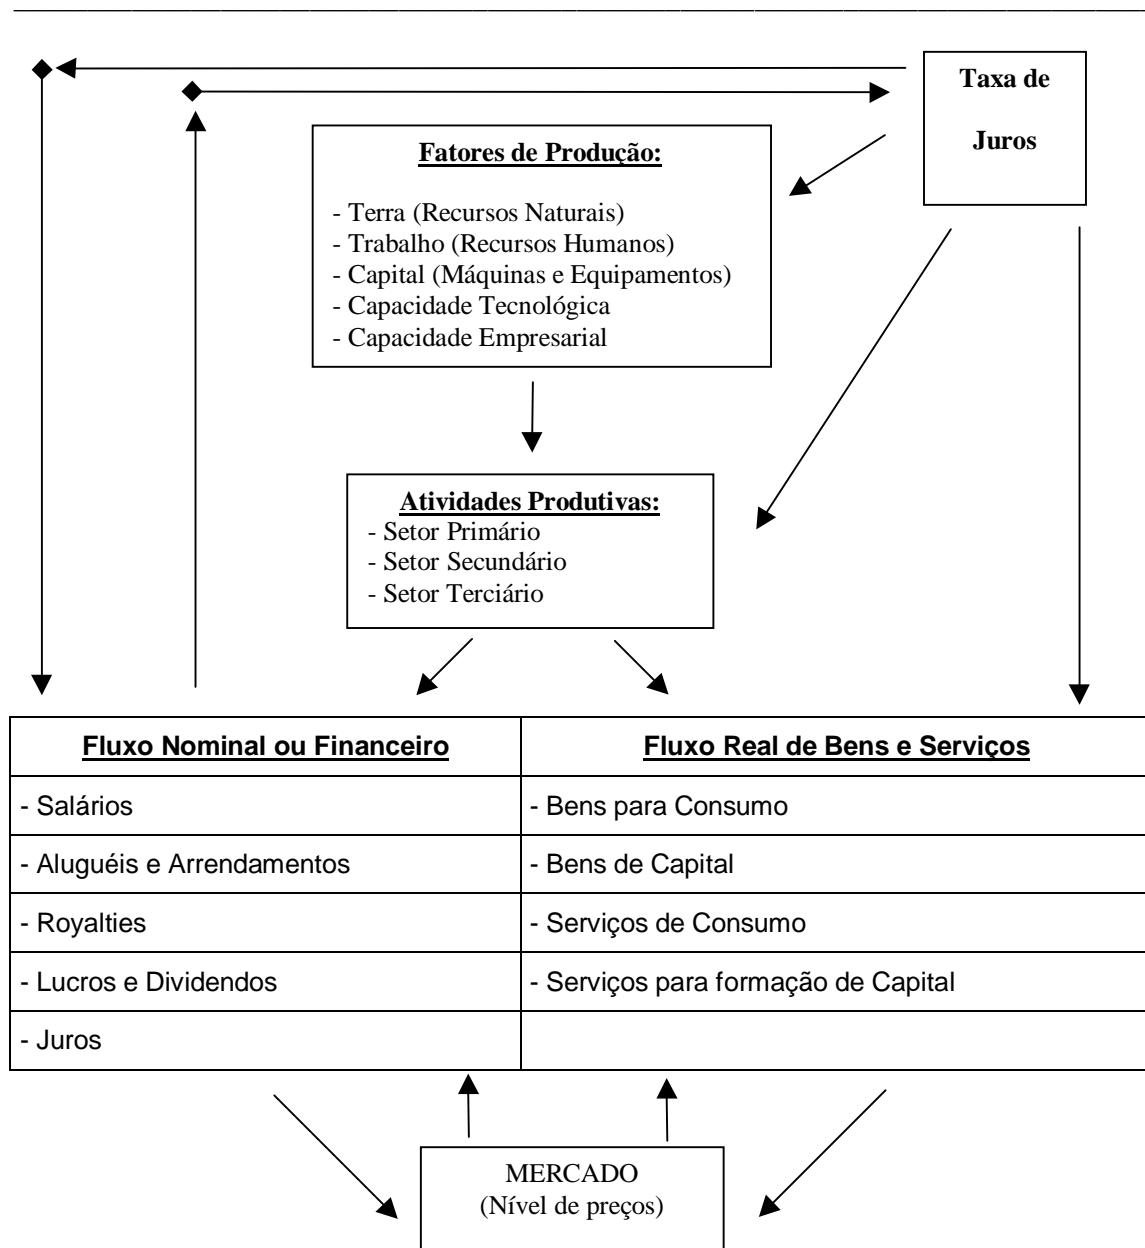 Taxa de
Juros
Fatores de Produção:
- Terra (Recursos Naturais)
- Trabalho (Recursos Humanos)
- Capital (Máquinas e Equipamentos)
- Capacidade Tecnológica
- Capacidade Empresarial
Atividades Produtivas:
- Setor Primário
- Setor Secundário
- Setor Terciário
Fluxo Nominal ou Financeiro
Fluxo Real de Bens e Serviços
- Salários
- Bens para Consumo
- Aluguéis e Arrendamentos
- Bens de Capital
- Royalties
- Serviços de Consumo
- Lucros e Dividendos
- Serviços para formação de Capital
- Juros
MERCADO
(Nível de preços)